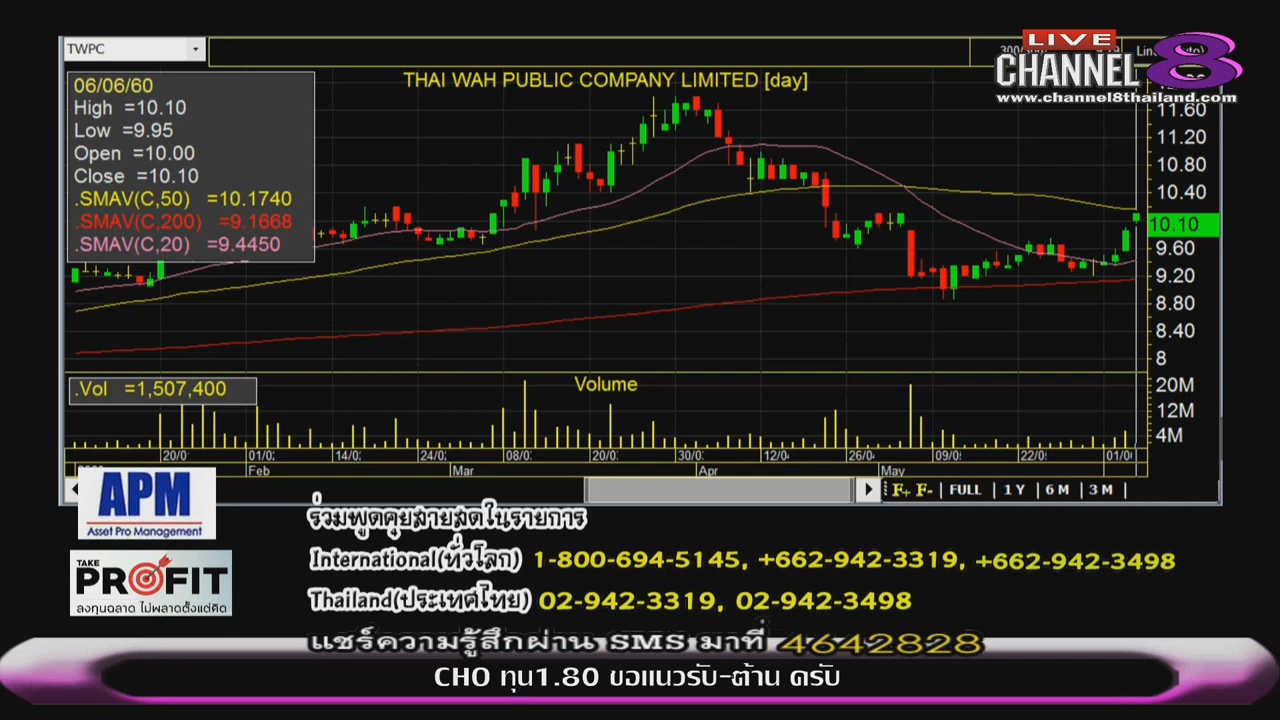 TWPC
THAI WAH PUBLIC COMPANY LIMITED [day]
LIVE
CHANNEL 8
www.channel8thailand.com
06/06/60
High =10.10
Low =9.95
Open =10.00
Close =10.10
.SMAV(C,50) =10.1740
.SMAV(C,200) =9.1668
.SMAV(C,20) =9.4450
11.60
11.20
10.80
10.40
10.10
9.60
9.20
8.80
8.40
8
.Vol =1,507,400
Volume
20M
12M
4M
20/0 01/0 14/0 24/0 08/0 20/0 30/0 12/0 26/0 09/0 22/0 01/0
Feb Mar Apr May
F+ F- FULL 1 Y 6 M 3 M
APM
Asset Pro Management
TAKE
PROFIT
ลงทุนฉลาด ไม่พลาดตั้งแต่คิด
ร่วมพูดคุยสายสดในรายการ
International(ทั่วโลก) 1-800-694-5145, +662-942-3319, +662-942-3498
Thailand(ประเทศไทย) 02-942-3319, 02-942-3498
แชร์ความรู้สึกผ่าน SMS มาที่ 4642828
CHO ทุน1.80 ขอแนวรับ-ต้าน ครับ